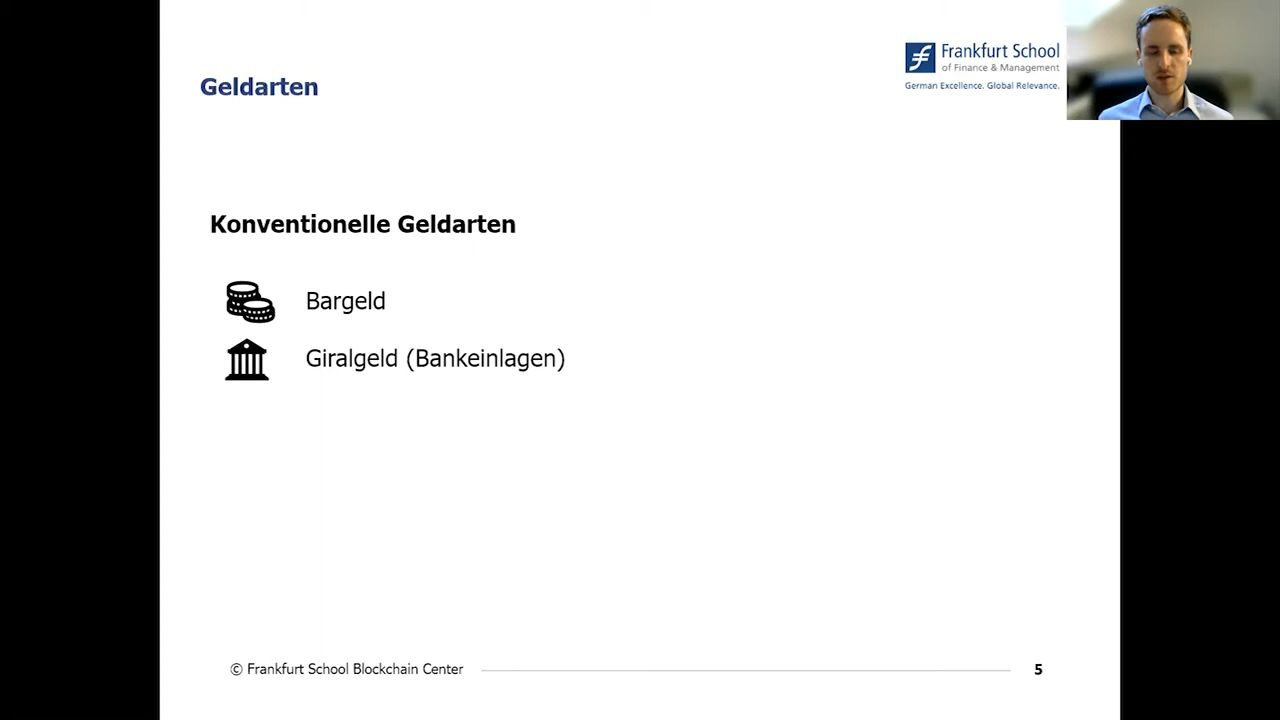 Frankfurt School
of Finance & Management
German Excellence. Global Relevance.
Geldarten
Konventionelle Geldarten
Bargeld
Giralgeld (Bankeinlagen)
© Frankfurt School Blockchain Center
5